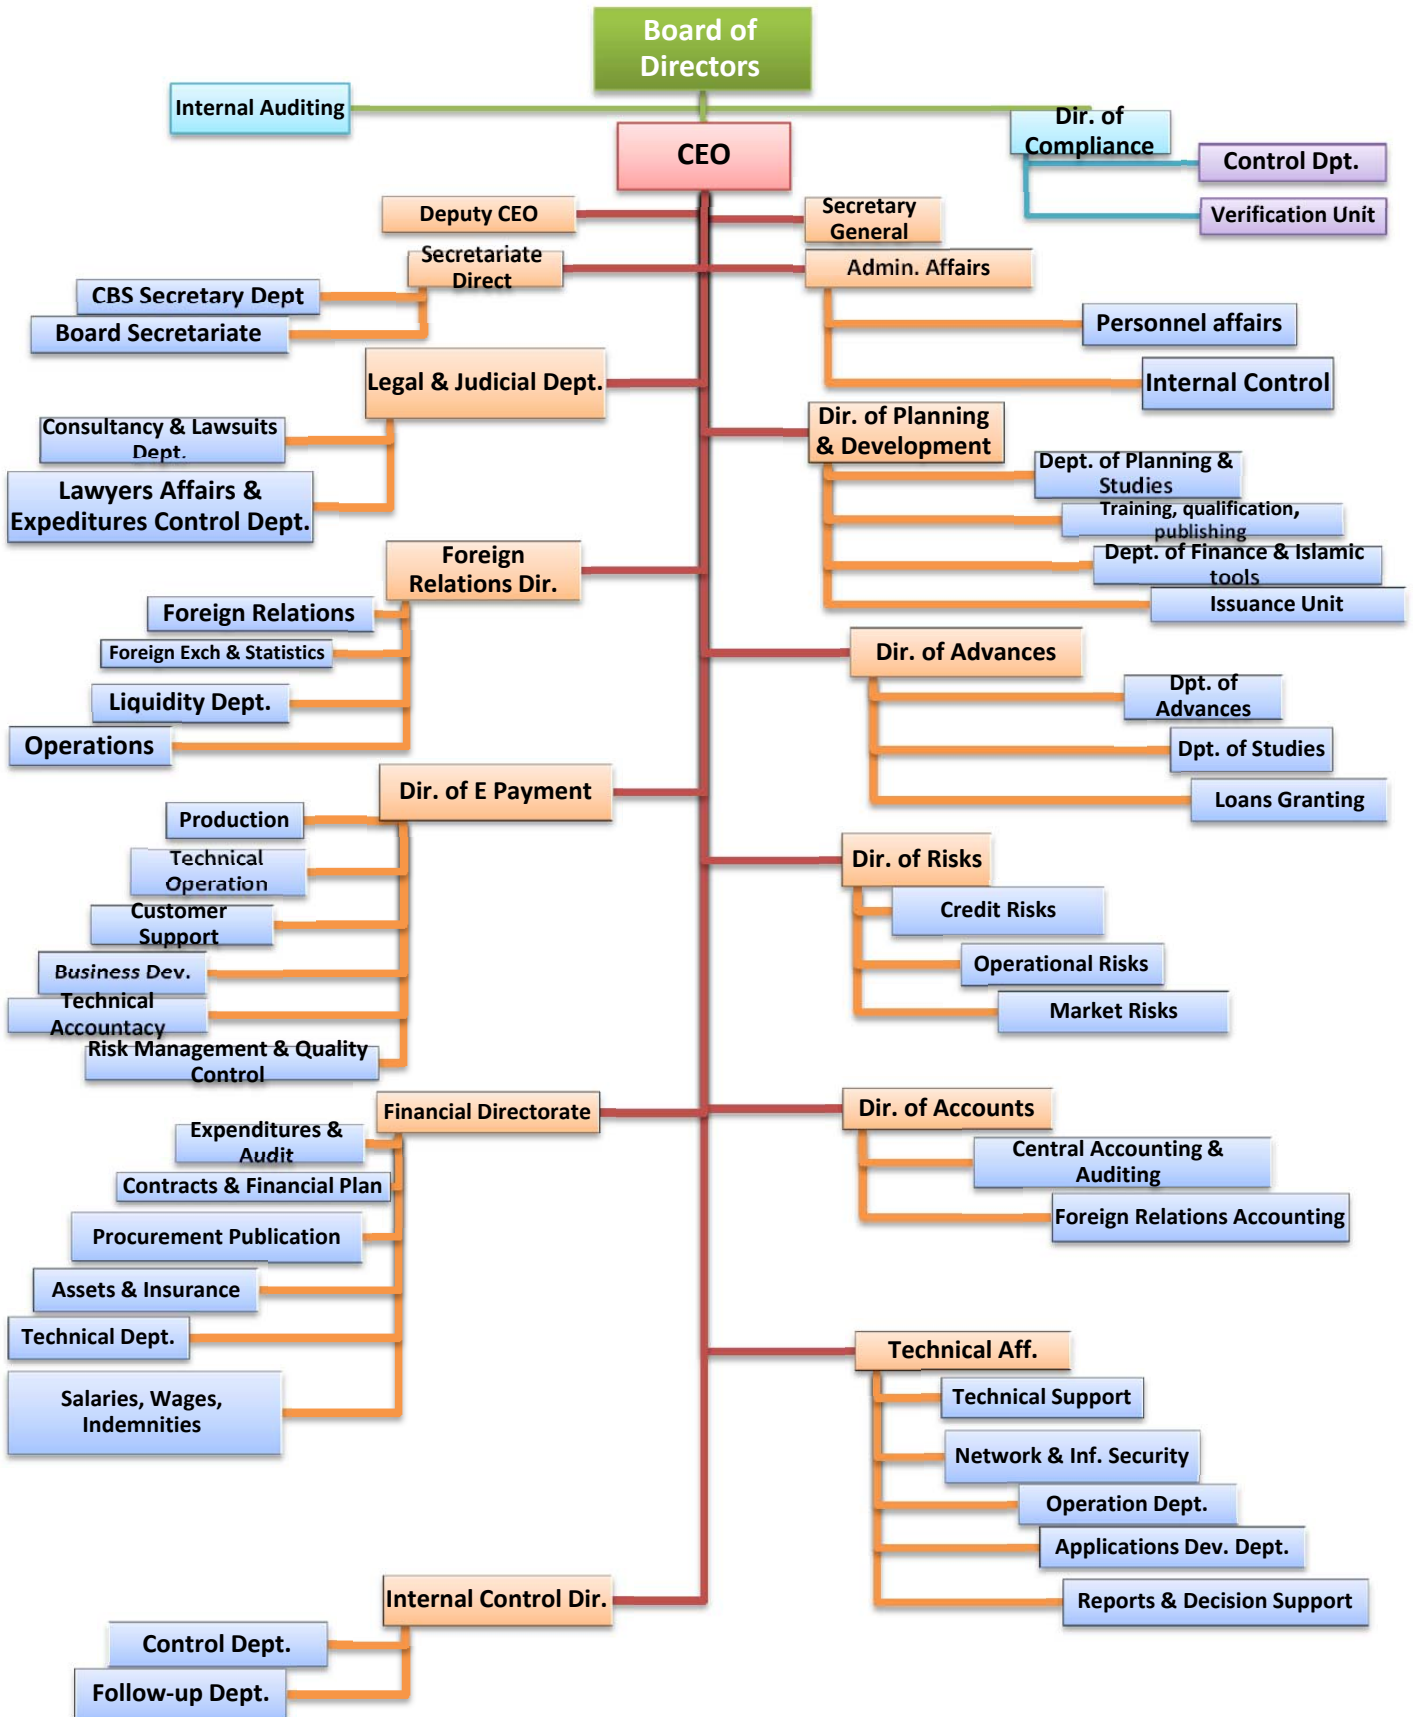 Board of
Directors
Internal Auditing
Dir. of
Compliance
CEO
Control Dpt.
Verification Unit
Deputy CEO
Secretary
General
Secretariate
Direct
Admin. Affairs
CBS Secretary Dept
Board Secretariate
Personnel affairs
Internal Control
Legal & Judicial Dept.
Consultancy & Lawsuits
Dept.
Lawyers Affairs &
Expeditures Control Dept.
Dir. of Planning
& Development
Dept. of Planning &
Studies
Training, qualification,
publishing
Dept. of Finance & Islamic
tools
Issuance Unit
Foreign
Relations Dir.
Foreign Relations
Foreign Exch & Statistics
Liquidity Dept.
Operations
Dir. of Advances
Dpt. of
Advances
Dpt. of Studies
Loans Granting
Dir. of E Payment
Production
Technical
Operation
Customer
Support
Business Dev.
Technical
Accountacy
Risk Management & Quality
Control
Dir. of Risks
Credit Risks
Operational Risks
Market Risks
Financial Directorate
Expenditures &
Audit
Contracts & Financial Plan
Procurement Publication
Assets & Insurance
Technical Dept.
Salaries, Wages,
Indemnities
Dir. of Accounts
Central Accounting &
Auditing
Foreign Relations Accounting
Technical Aff.
Technical Support
Network & Inf. Security
Operation Dept.
Applications Dev. Dept.
Reports & Decision Support
Internal Control Dir.
Control Dept.
Follow-up Dept.